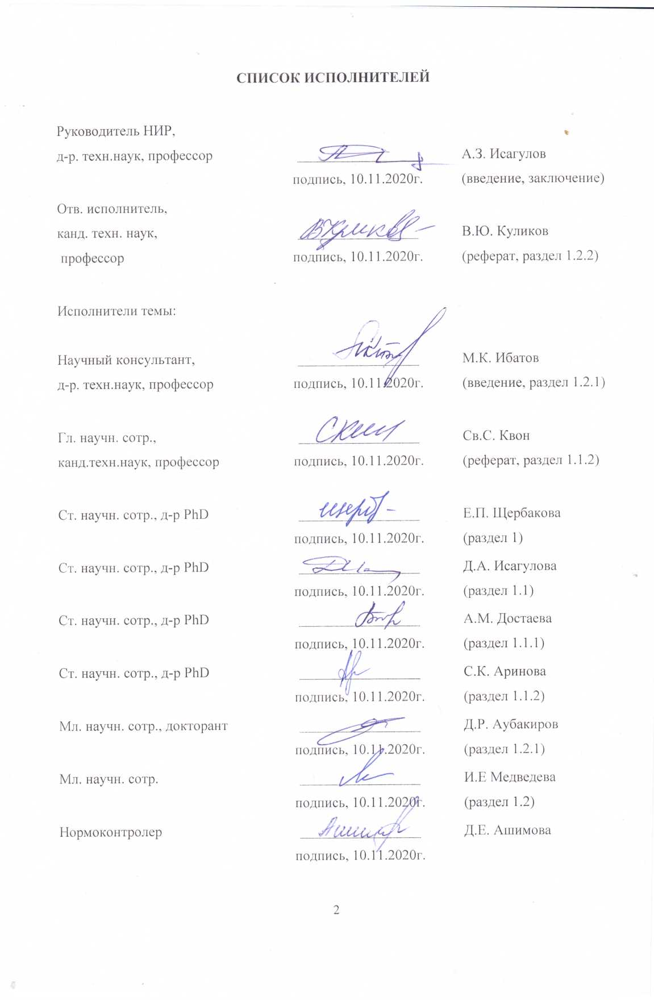 СПИСОК ИСПОЛНИТЕЛЕЙ
Руководитель НИР,
д-р. техн.наук, профессор А.З. Исагулов
подпись, 10.11.2020г. (введение, заключение)
Отв. исполнитель,
канд. техн. наук, В.Ю. Куликов
профессор подпись, 10.11.2020г. (реферат, раздел 1.2.2)
Исполнители темы:
Научный консультант, М.К. Ибатов
д-р. техн.наук, профессор подпись, 10.11.2020г. (введение, раздел 1.2.1)
Гл. научн. сотр., Св.С. Квон
канд.техн.наук, профессор подпись, 10.11.2020г. (реферат, раздел 1.1.2)
Ст. научн. сотр., д-р PhD Е.П. Щербакова
подпись, 10.11.2020г. (раздел 1)
Ст. научн. сотр., д-р PhD Д.А. Исагулова
подпись, 10.11.2020г. (раздел 1.1)
Ст. научн. сотр., д-р PhD А.М. Достаева
подпись, 10.11.2020г. (раздел 1.1.1)
Ст. научн. сотр., д-р PhD С.К. Аринова
подпись, 10.11.2020г. (раздел 1.1.2)
Мл. научн. сотр., докторант Д.Р. Аубакиров
подпись, 10.11.2020г. (раздел 1.2.1)
Мл. научн. сотр. И.Е Медведева
подпись, 10.11.2020г. (раздел 1.2)
Нормоконтролер Д.Е. Ашимова
подпись, 10.11.2020г.
2